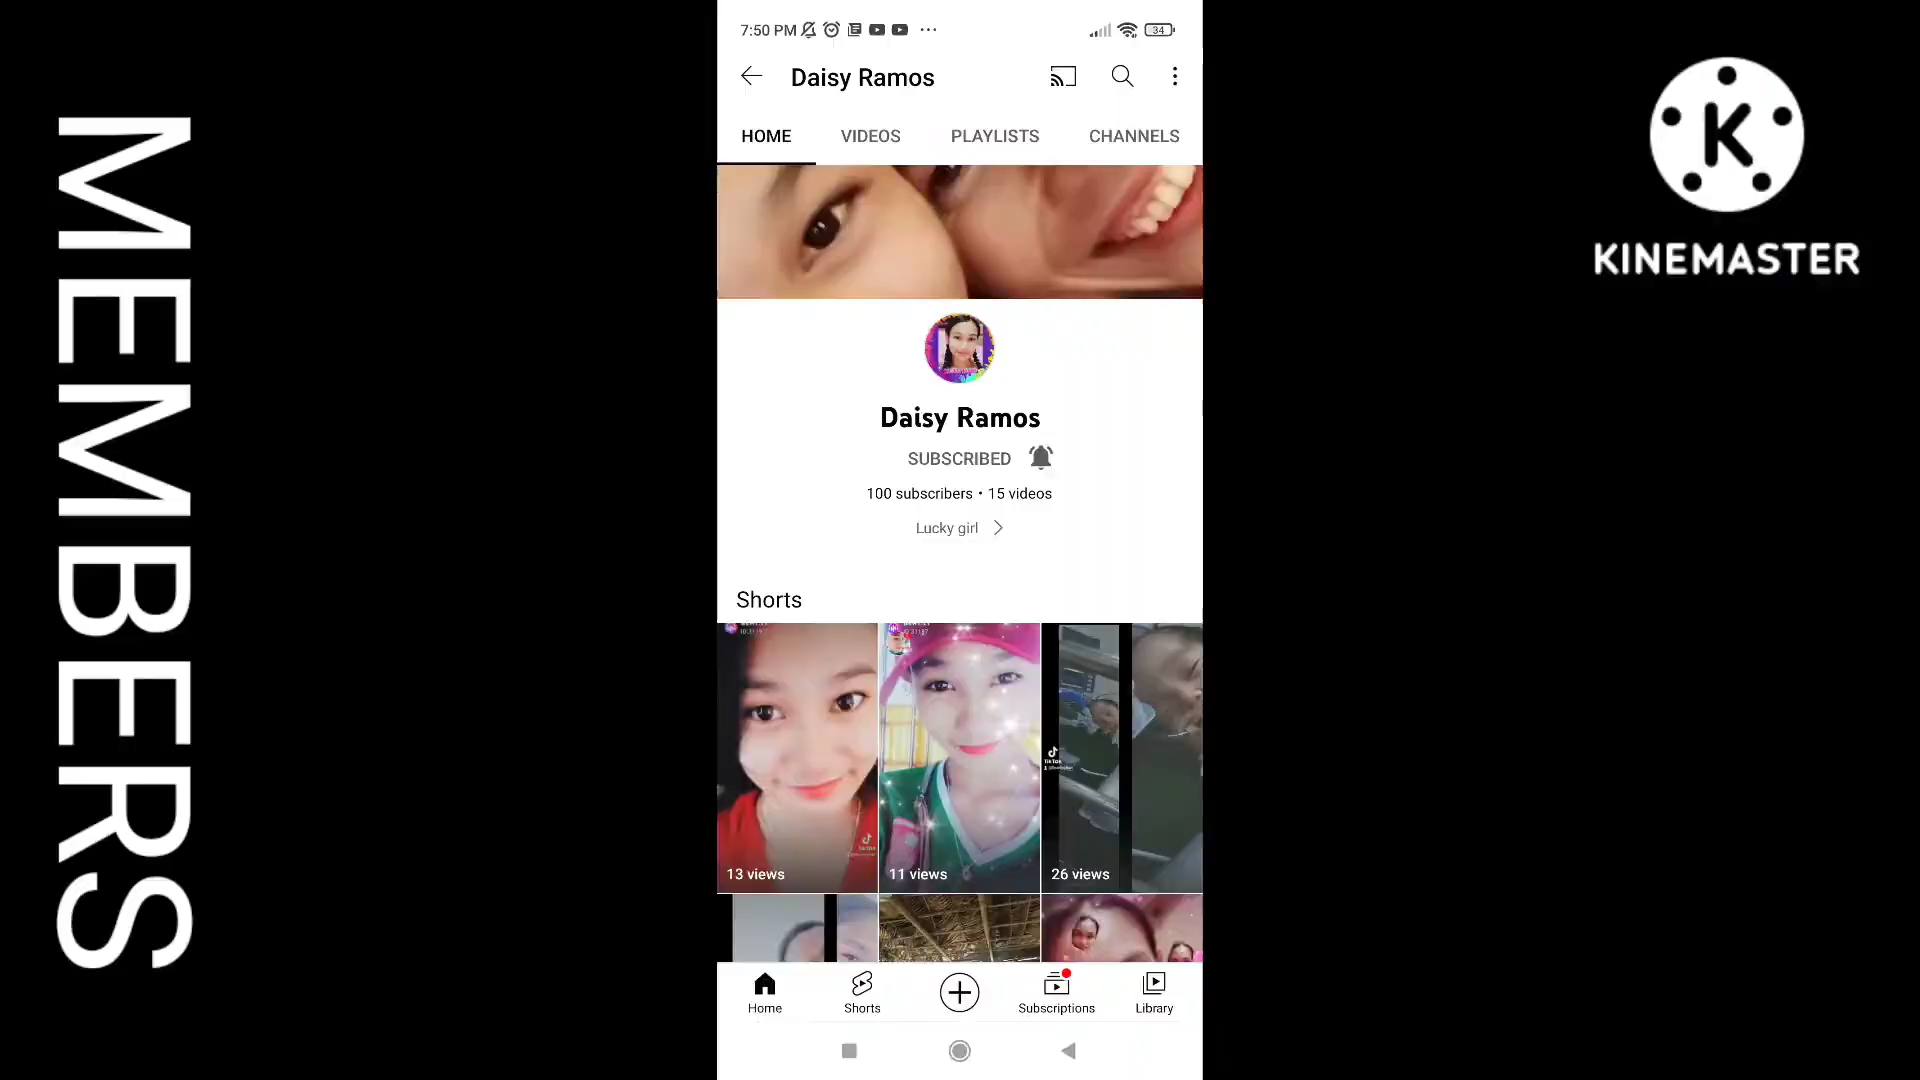 MEMBERS
7:50 PM
34
Daisy Ramos
HOME VIDEOS PLAYLISTS CHANNELS
K
KINEMASTER
Daisy Ramos
SUBSCRIBED
100 subscribers • 15 videos
Lucky girl
Shorts
TikTok
13 views
11 views
26 views
Home
Shorts
Subscriptions
Library